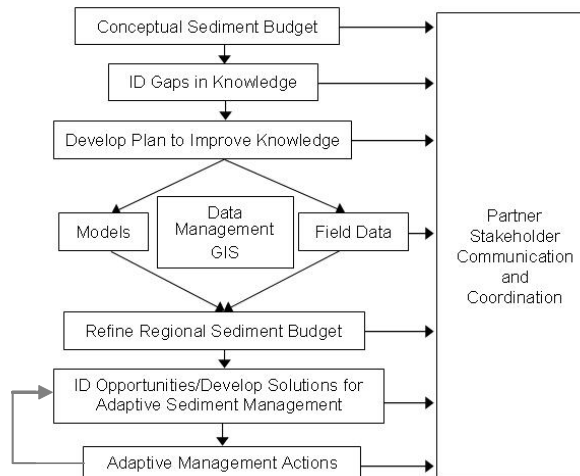 Conceptual Sediment Budget
ID Gaps in Knowledge
Develop Plan to Improve Knowledge
Models
Data
Management
GIS
Field Data
Partner
Stakeholder
Communication
and
Coordination
Refine Regional Sediment Budget
ID Opportunities/Develop Solutions for
Adaptive Sediment Management
Adaptive Management Actions